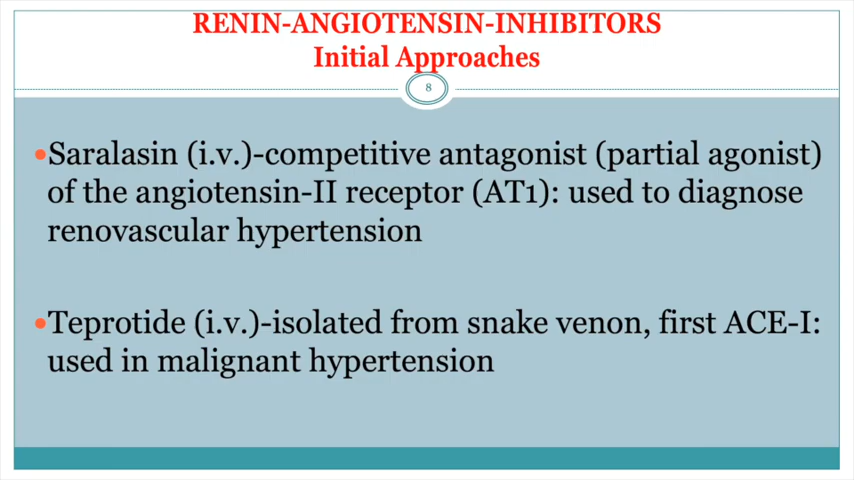 RENIN-ANGIOTENSIN-INHIBITORS
Initial Approaches
8
•Saralasin (i.v.)-competitive antagonist (partial agonist)
of the angiotensin-II receptor (AT1): used to diagnose
renovascular hypertension
•Teprotide (i.v.)-isolated from snake venon, first ACE-I:
used in malignant hypertension